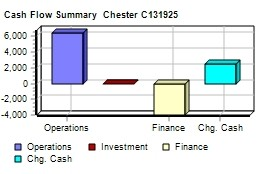 Cash Flow Summary Chester C131925
6,000
4,000
2,000
0
-2,000
-4,000
Operations Finance Chg. Cash
Operations Investment Finance
Chg. Cash